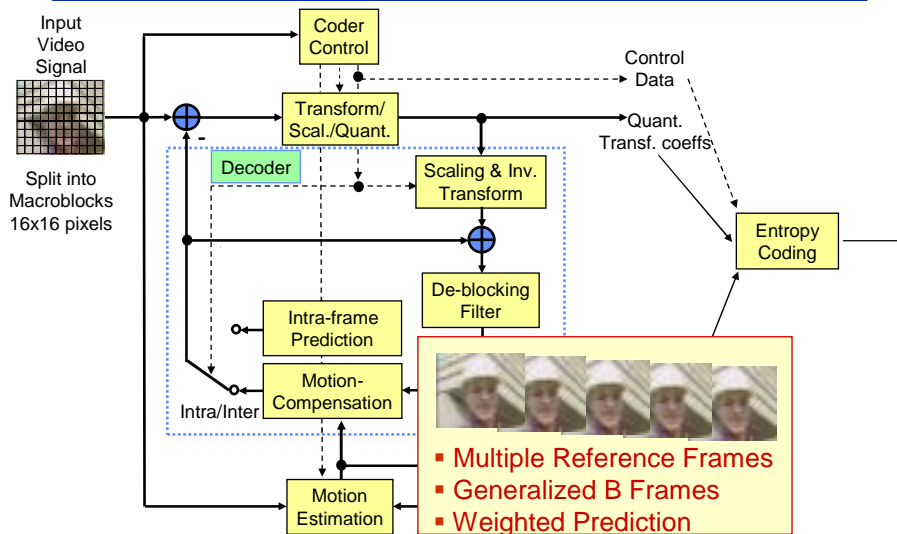 Input
Video
Signal
Coder
Control
Control
Data
Transform/
Scal./Quant.
-
Quant.
Transf. coeffs
Split into
Macroblocks
16x16 pixels
Decoder
Scaling & Inv.
Transform
Entropy
Coding
De-blocking
Filter
Intra-frame
Prediction
Motion-
Compensation
Intra/Inter
Motion
Estimation
▪ Multiple Reference Frames
▪ Generalized B Frames
▪ Weighted Prediction